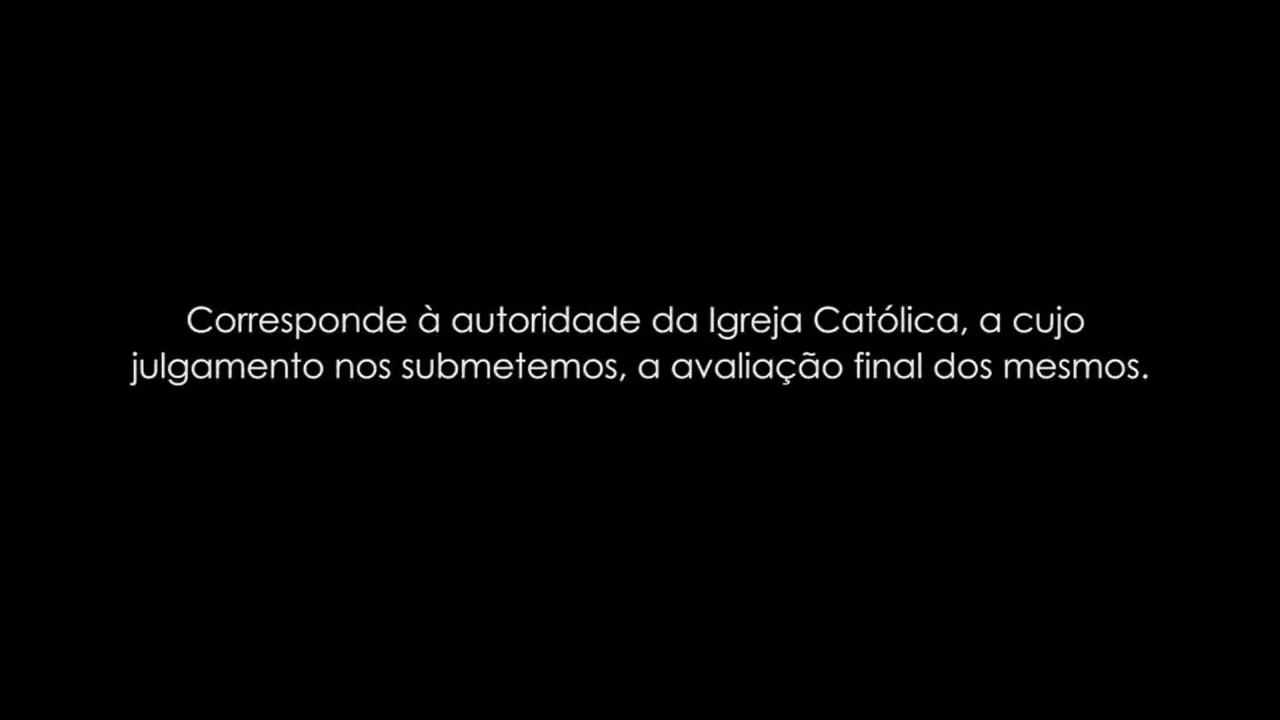 Corresponde à autoridade da Igreja Católica, a cujo
julgamento nos submetemos, a avaliação final dos mesmos.